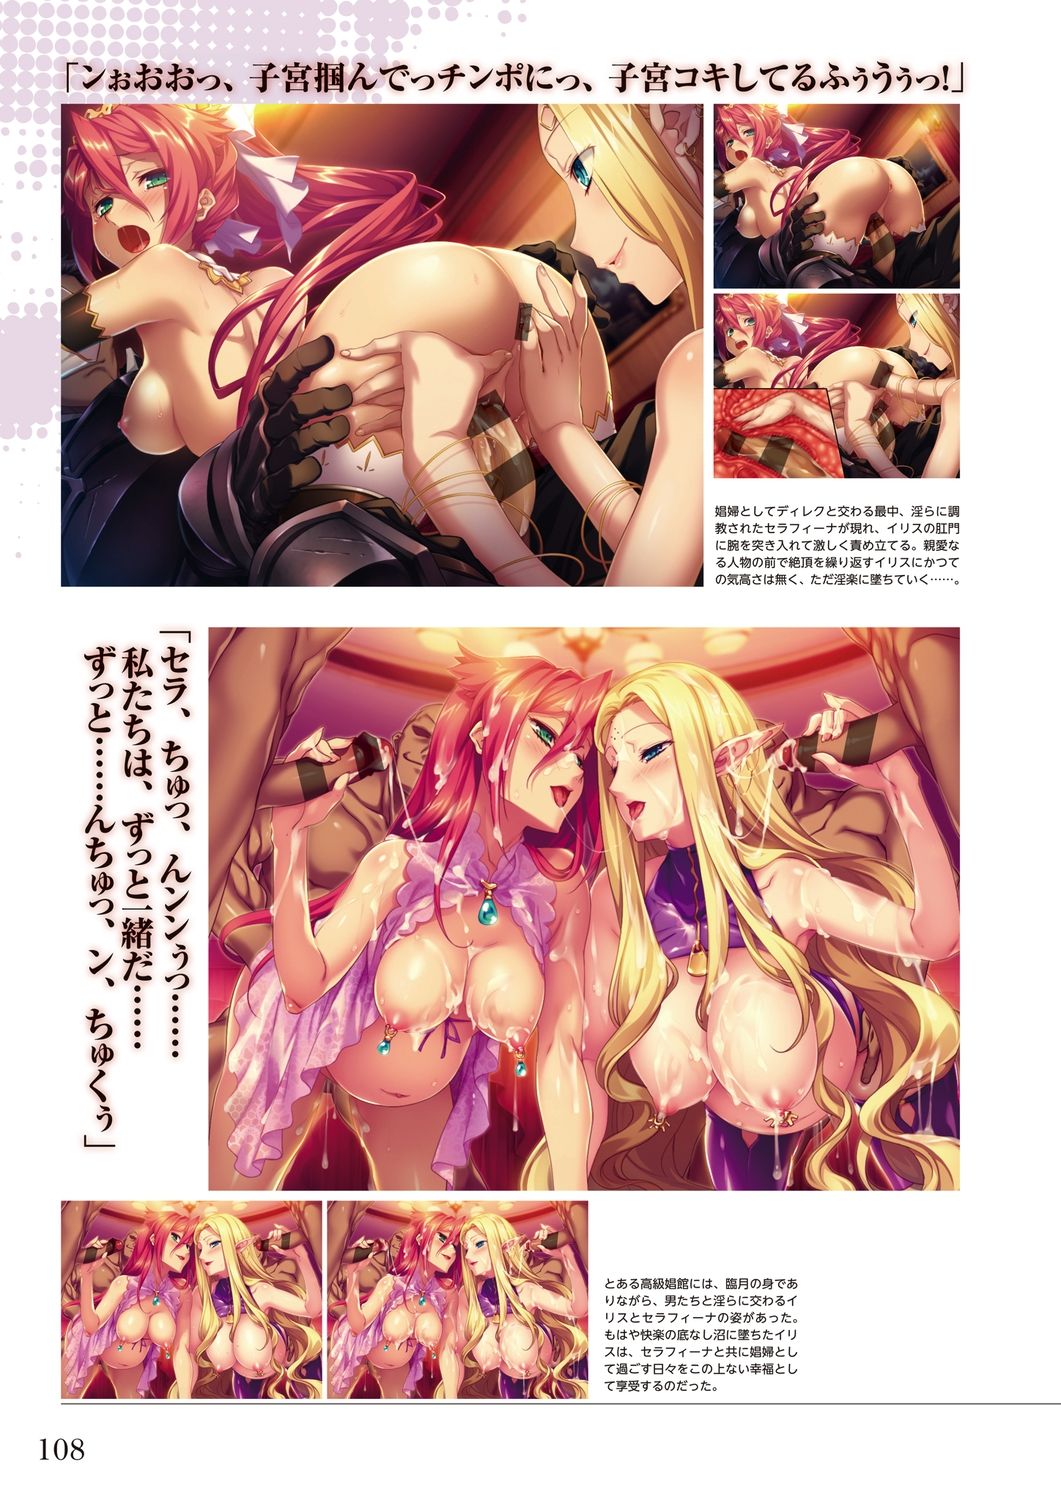 「ンぉおおっ、子宮掴んでっチンポにっ、子宮コキしてるふぅうぅっ!」
娼婦としてディレクと交わる最中、淫らに調
教されたセラフィーナが現れ、イリスの肛門
に腕を突き入れて激しく責め立てる。親愛な
る人物の前で絶頂を繰り返すイリスにかつて
の気高さは無く、ただ淫楽に墜ちていく……。
「セラ、ちゅっ、んンンぅっ……
私たちは、ずっと一緒だ……
ずっと……んちゅっ、ン、ちゅくぅ」
とある高級娼館には、臨月の身であ
りながら、男たちと淫らに交わるイ
リスとセラフィーナの姿があった。
もはや快楽の底なし沼に墜ちたイリ
スは、セラフィーナと共に娼婦とし
て過ごす日々をこの上ない幸福とし
て享受するのだった。
108